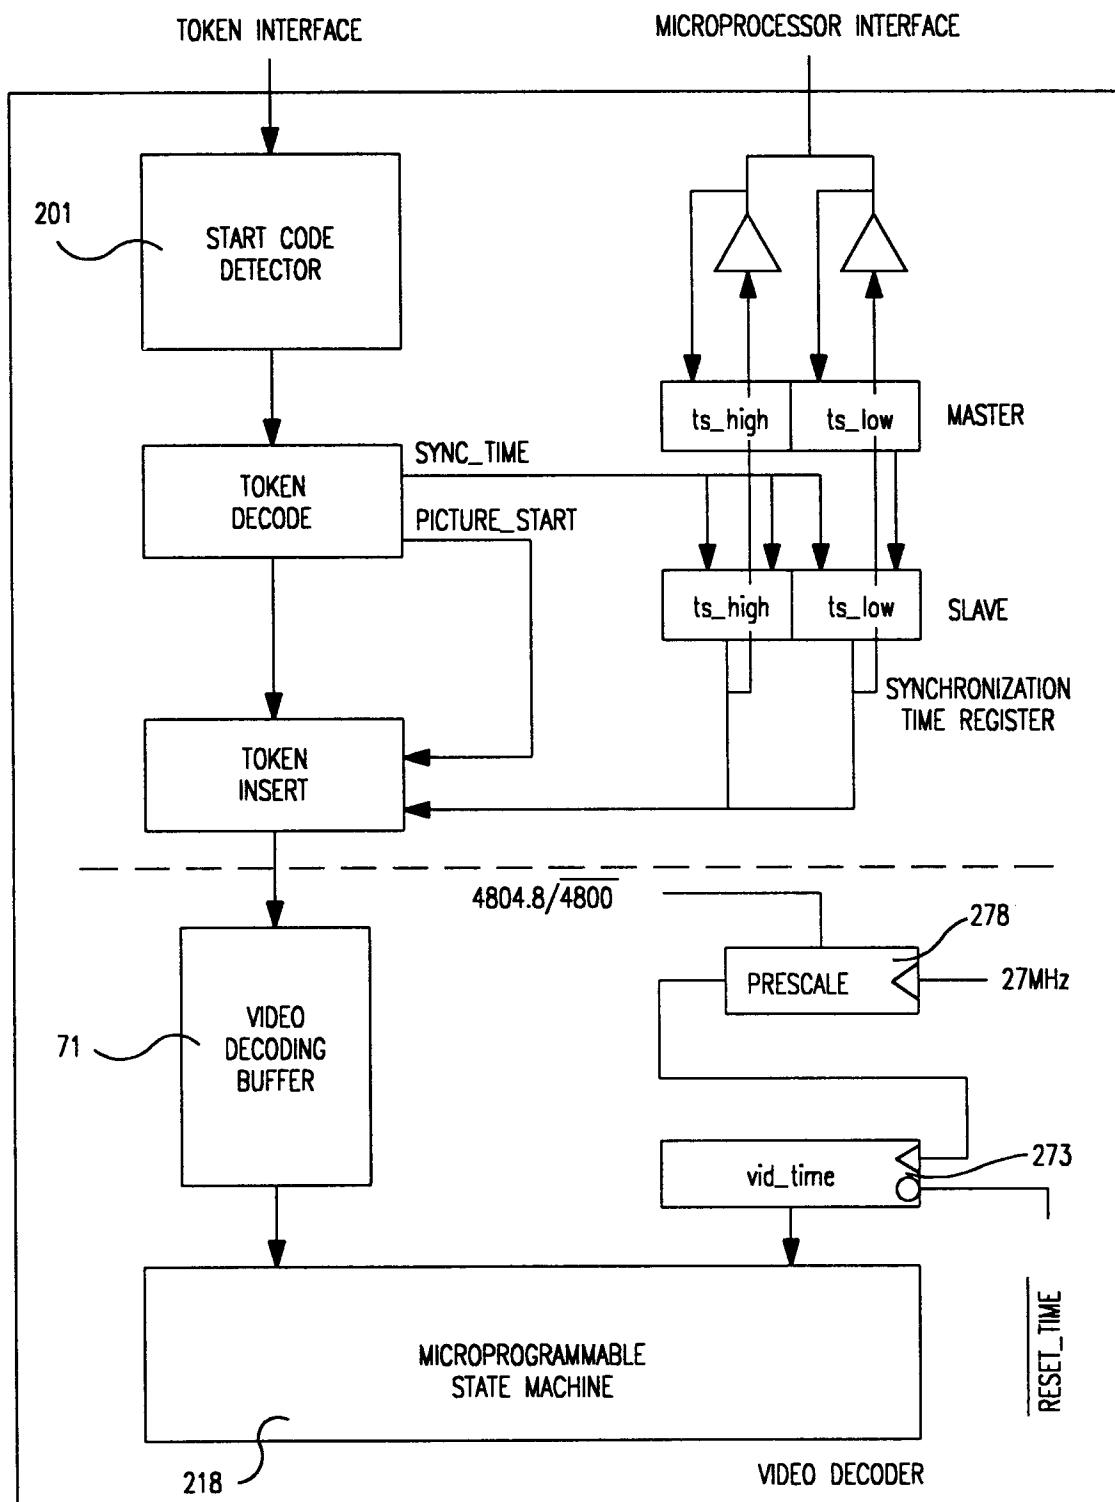 TOKEN INTERFACE
MICROPROCESSOR INTERFACE
201
START CODE
DETECTOR
ts_high
ts_low
MASTER
SYNC_TIME
TOKEN
DECODE
PICTURE_START
ts_high
ts_low
SLAVE
SYNCHRONIZATION
TIME REGISTER
TOKEN
INSERT
4804.8/4800
278
PRESCALE
27MHz
71
VIDEO
DECODING
BUFFER
vid_time
273
RESET_TIME
MICROPROGRAMMABLE
STATE MACHINE
218
VIDEO DECODER